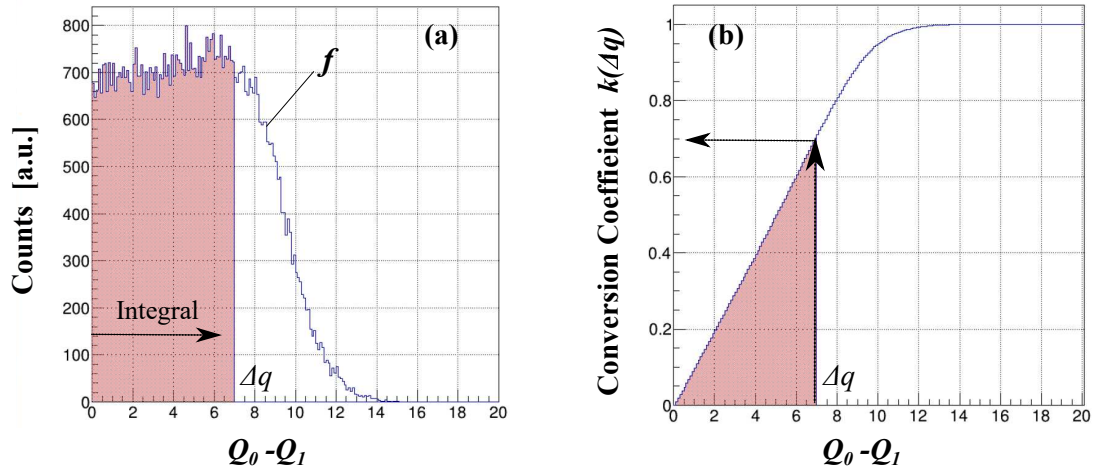 (a)
f
Counts [a.u.]
800
700
600
500
400
300
200
100
0
Integral
Δq
0 2 4 6 8 10 12 14 16 18 20
Q0 -Q1
(b)
Conversion Coeffieient k(Δq)
1
0.8
0.6
0.4
0.2
0
Δq
0 2 4 6 8 10 12 14 16 18 20
Q0 -Q1